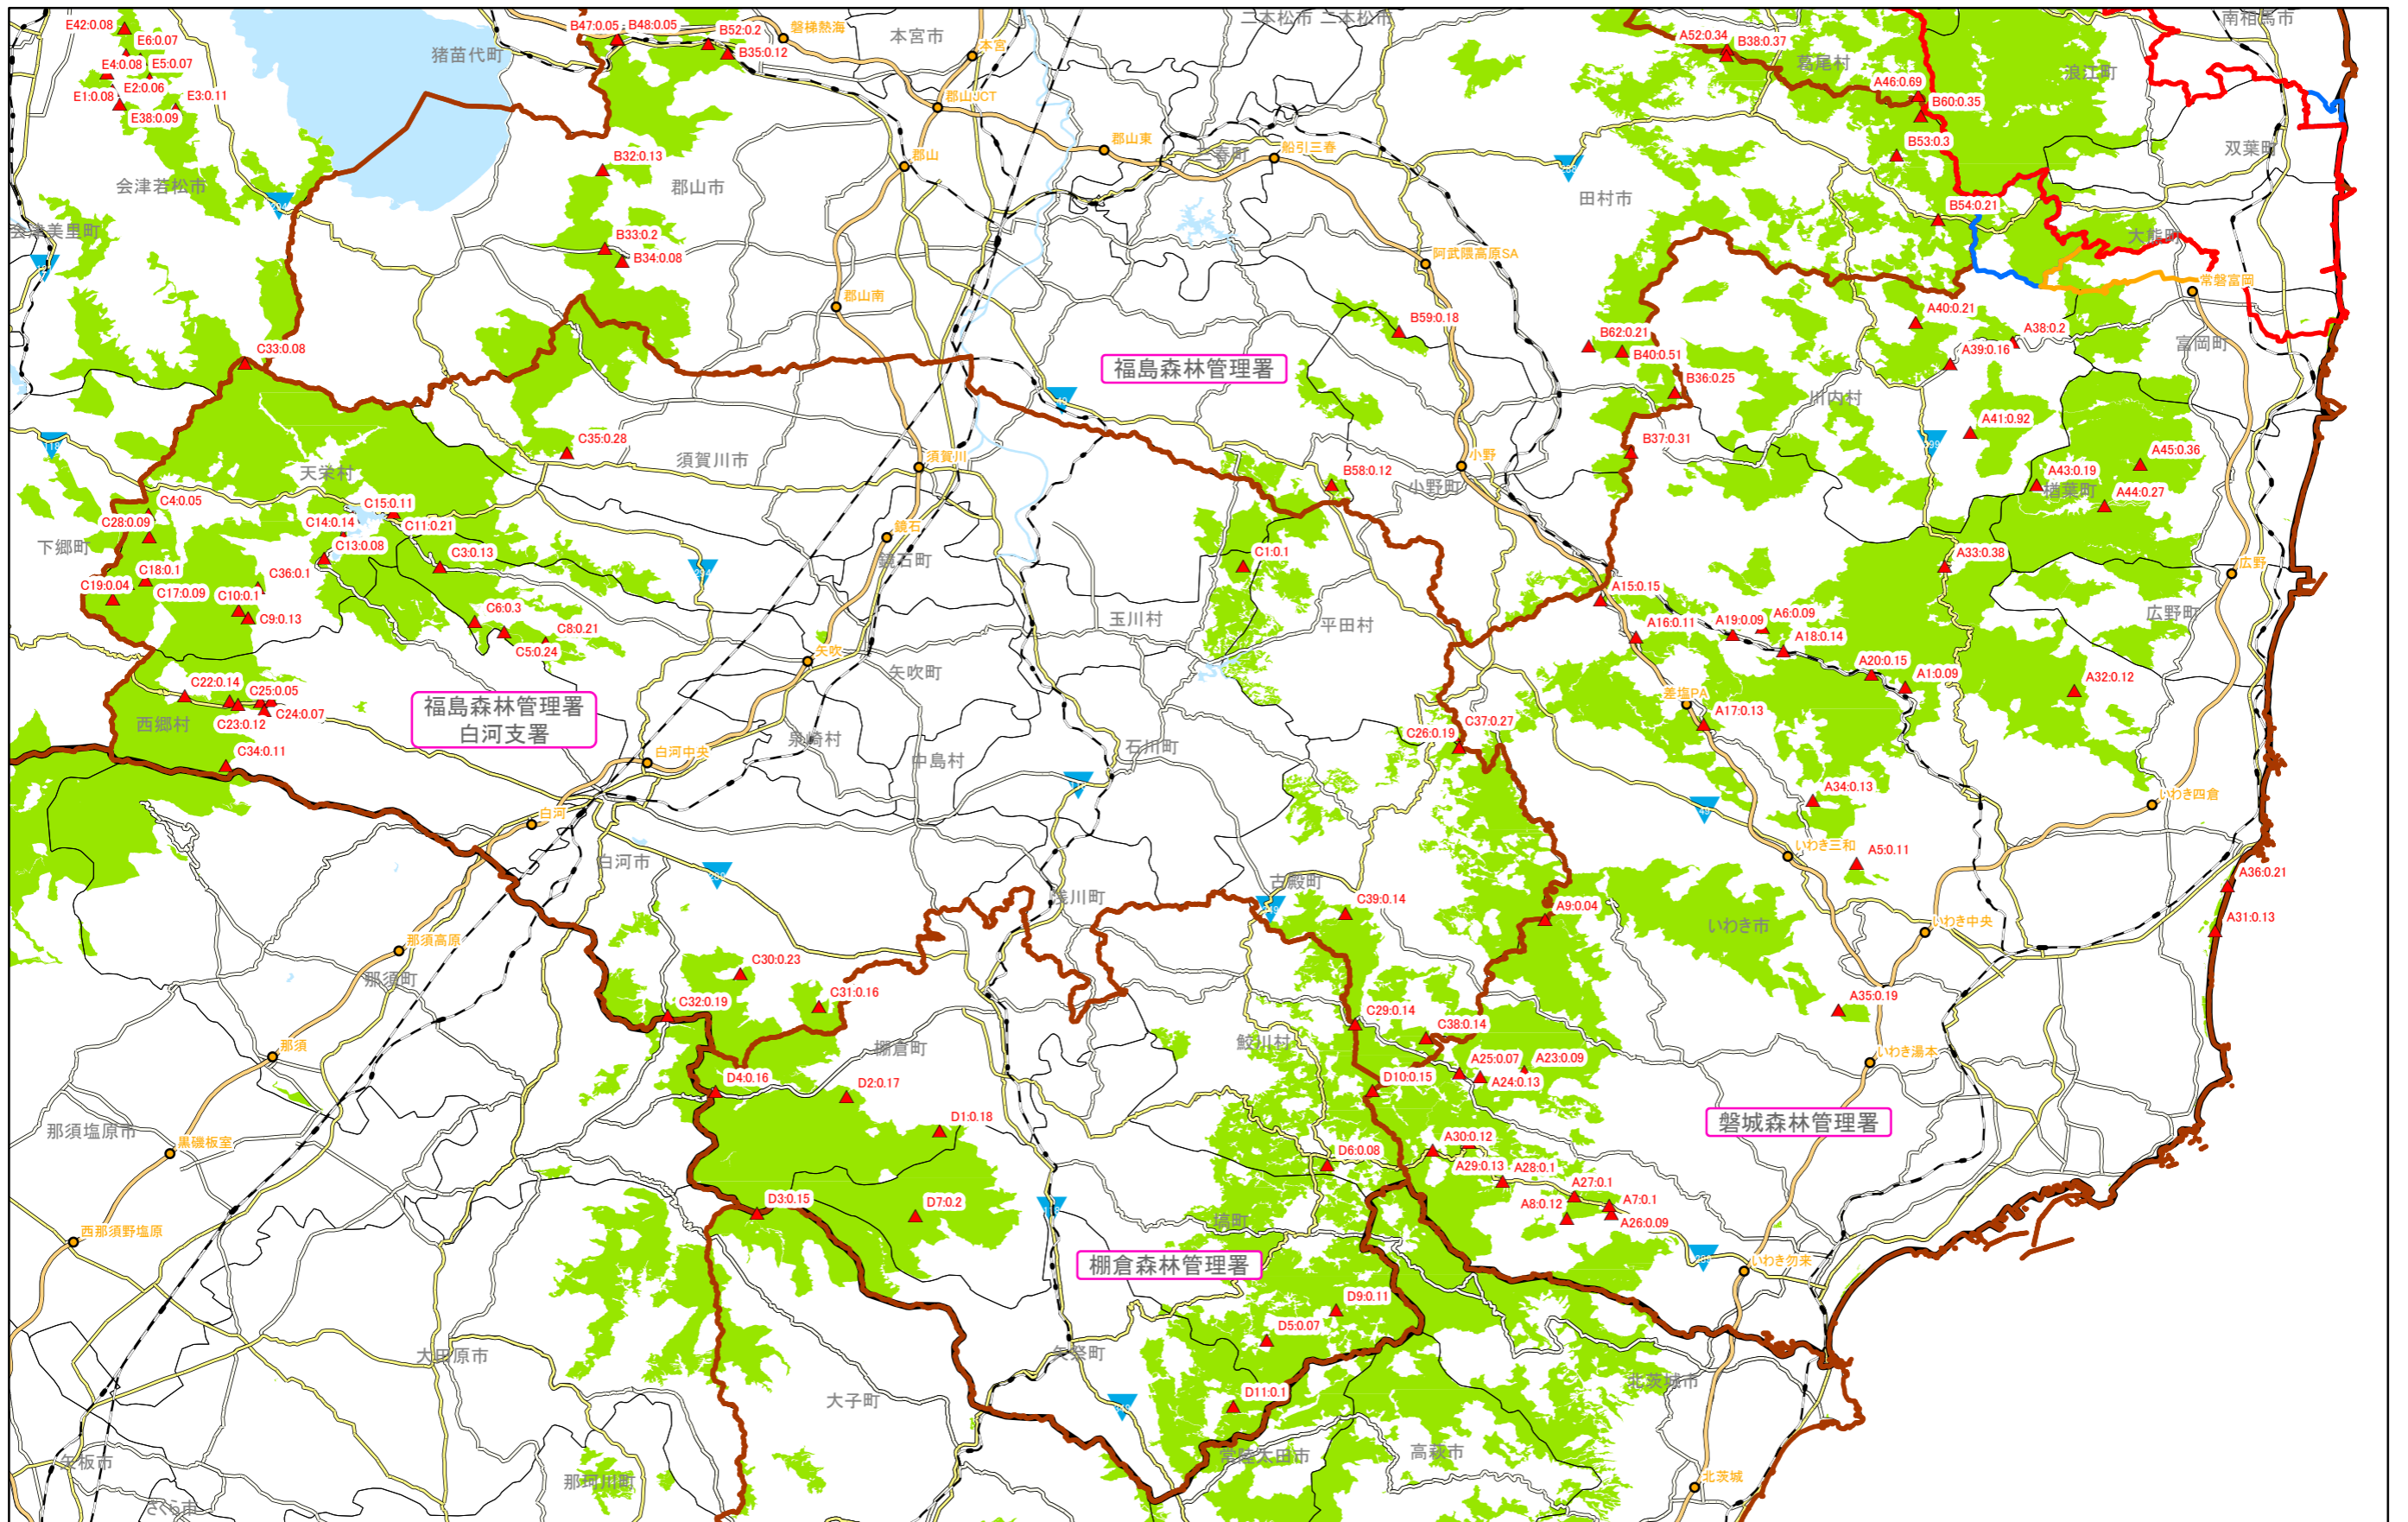 E42:0.08
B47:0.05
B48:0.05
磐梯熱海
本宮市
二本松市
二本松市
南相馬市
E6:0.07
B52:0.2
A52:0.34
B38:0.37
猪苗代町
B35:0.12
本宮
葛尾村
浪江町
E4:0.08
E5:0.07
E2:0.06
A46:0.69
E1:0.08
E3:0.11
郡山JCT
B60:0.35
E38:0.09
B53:0.3
郡山東
双葉町
B32:0.13
郡山
三春町
船引三春
会津若松市
郡山市
田村市
B54:0.21
会津美里町
B33:0.2
大熊町
B34:0.08
阿武隈高原SA
常磐富岡
郡山南
A40:0.21
B59:0.18
A38:0.2
B62:0.21
富岡町
C33:0.08
A39:0.16
B40:0.51
福島森林管理署
49
B36:0.25
川内村
A41:0.92
C35:0.28
須賀川市
須賀川
B37:0.31
A45:0.36
天栄村
小野
A43:0.19
B58:0.12
小野町
楢葉町
A44:0.27
C4:0.05
C15:0.11
C28:0.09
C14:0.14
C11:0.21
鏡石
下郷町
C13:0.08
C3:0.13
鏡石町
C1:0.1
A33:0.38
C18:0.1
C36:0.1
広野
C19:0.04
C17:0.09
C10:0.1
A15:0.15
C6:0.3
C9:0.13
C8:0.21
玉川村
平田村
A16:0.11
A19:0.09
A6:0.09
広野町
C5:0.24
A18:0.14
矢吹
矢吹町
A20:0.15
A1:0.09
A32:0.12
C22:0.14
C25:0.05
差塩PA
福島森林管理署
白河支署
C24:0.07
西郷村
C23:0.12
A17:0.13
C37:0.27
C26:0.19
泉崎村
石川町
C34:0.11
白河中央
中島村
A34:0.13
いわき四倉
白河
49
白河市
いわき三和
A5:0.11
古殿町
A36:0.21
浅川町
C39:0.14
A9:0.04
いわき市
いわき中央
A31:0.13
那須高原
那須町
C30:0.23
C31:0.16
C32:0.19
A35:0.19
C29:0.14
C38:0.14
鮫川村
棚倉町
那須
A25:0.07
A23:0.09
いわき湯本
D4:0.16
D2:0.17
D10:0.15
A24:0.13
D1:0.18
磐城森林管理署
那須塩原市
黒磯板室
A30:0.12
D6:0.08
A29:0.13
A28:0.1
A27:0.1
D3:0.15
D7:0.2
A8:0.12
A7:0.1
A26:0.09
塙町
西那須野塩原
棚倉森林管理署
いわき勿来
D9:0.11
D5:0.07
大田原市
矢祭町
北茨城市
D11:0.1
大子町
高萩市
常陸太田市
矢板市
那珂川町
北茨城
さくら市